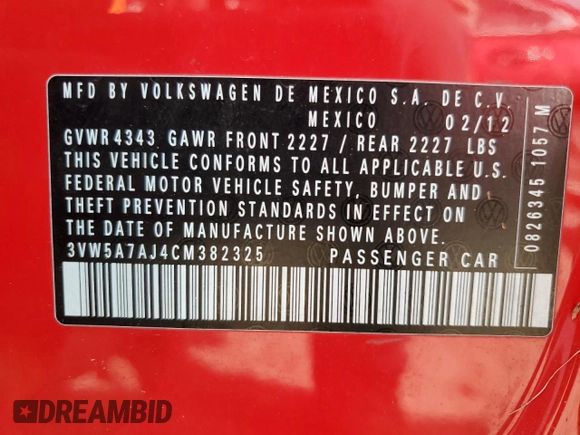 MFD BY VOLKSWAGEN DE MEXICO S.A. DE C.V.
MEXICO 02/12
GVWR 4343 GAWR FRONT 2227 / REAR 2227 LBS
THIS VEHICLE CONFORMS TO ALL APPLICABLE U.S.
FEDERAL MOTOR VEHICLE SAFETY, BUMPER AND
THEFT PREVENTION STANDARDS IN EFFECT ON
THE DATE OF MANUFACTURE SHOWN ABOVE.
3VW5A7AJ4CM382325 PASSENGER CAR
0826345 1057 M
DREAMBID